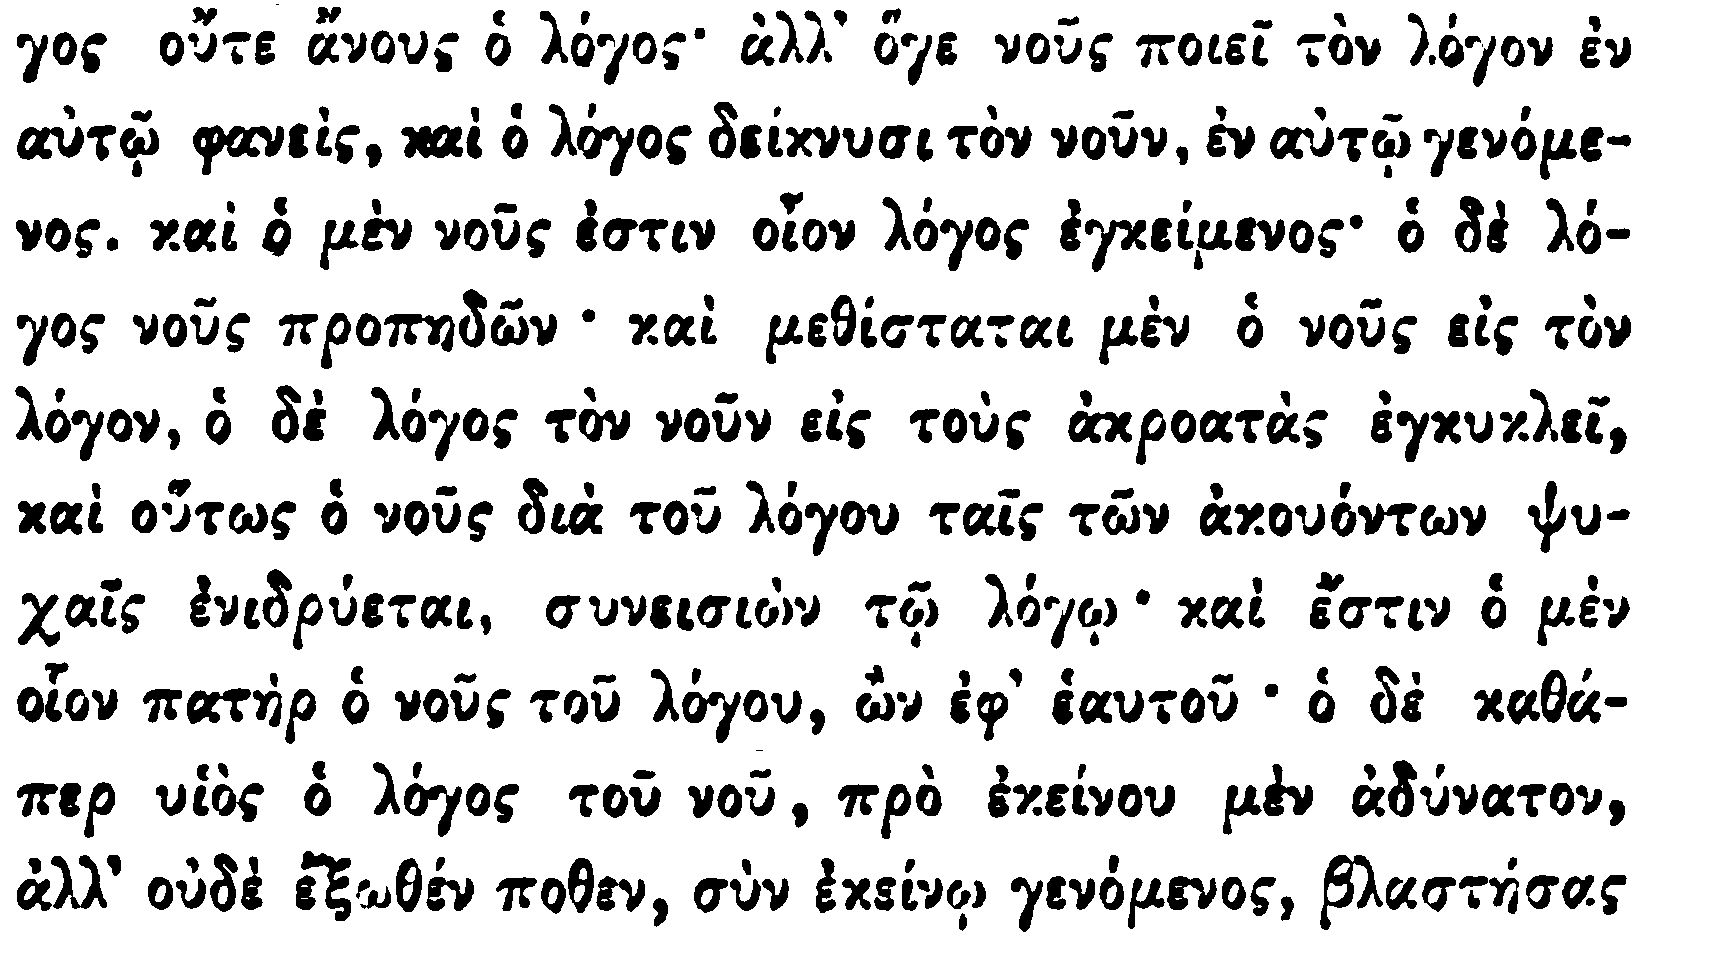 γος οὔτε ἄνους ὁ λόγος· ἀλλ᾽ ὅγε νοῦς ποιεῖ τὸν λόγον ἐν
αὐτῷ φανεὶς, καὶ ὁ λόγος δείκνυσι τὸν νοῦν, ἐν αὐτῷ γενόμε-
νος. καὶ ὁ μὲν νοῦς ἐστιν οἷον λόγος ἐγκείμενος· ὁ δὲ λό-
γος νοῦς προπηδῶν· καὶ μεθίσταται μὲν ὁ νοῦς εἰς τὸν
λόγον, ὁ δὲ λόγος τὸν νοῦν εἰς τοὺς ἀκροατὰς ἐγκυκλεῖ,
καὶ οὕτως ὁ νοῦς διὰ τοῦ λόγου ταῖς τῶν ἀκουόντων ψυ-
χαῖς ἐνιδρύεται, συνεισιὼν τῷ λόγῳ· καὶ ἔστιν ὁ μὲν
οἷον πατὴρ ὁ νοῦς τοῦ λόγου, ὢν ἐφ᾽ ἑαυτοῦ· ὁ δὲ καθά-
περ υἱὸς ὁ λόγος τοῦ νοῦ, πρὸ ἐκείνου μὲν ἀδύνατον,
ἀλλ᾽ οὐδὲ ἔξωθέν ποθεν, σὺν ἐκείνῳ γενόμενος, βλαστήσας